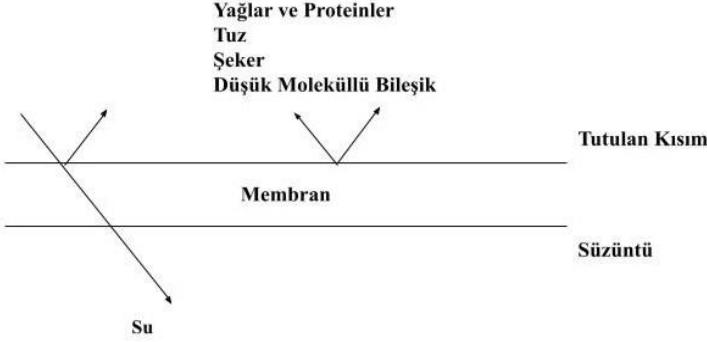 Yağlar ve Proteinler
Tuz
Şeker
Düşük Moleküllü Bileşik
Tutulan Kısım
Membran
Süzüntü
Su